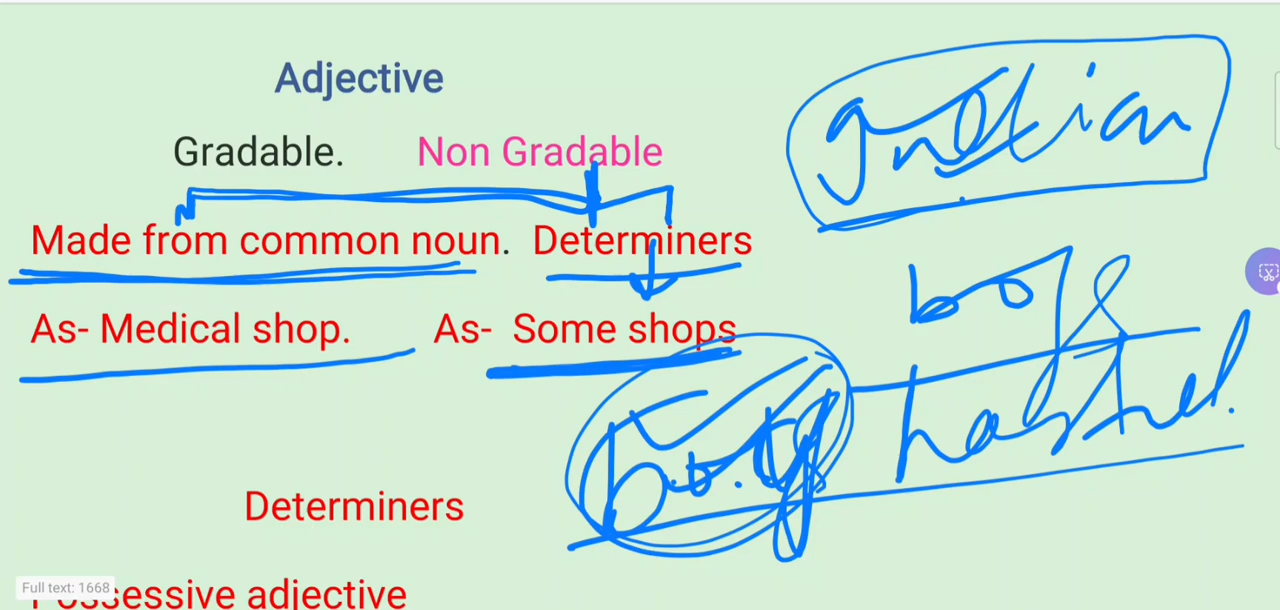 Adjective
Gradable. Non Gradable
Indian
Made from common noun. Determiners
boys
As- Medical shop. As- Some shops
hostel.
Determiners
Full text: 1668
Possessive adjective